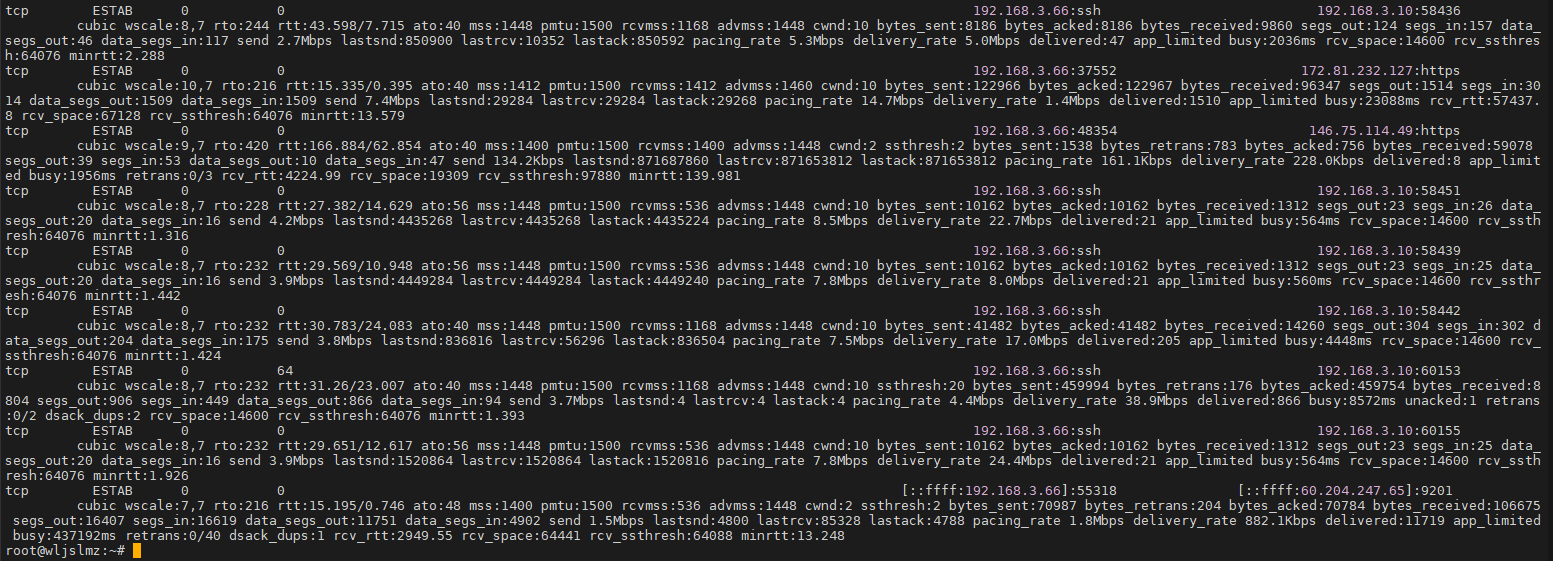 tcp ESTAB 0 0 192.168.3.66:ssh 192.168.3.10:58436
cubic wscale:8,7 rto:244 rtt:43.598/7.715 ato:40 mss:1448 pmtu:1500 rcvmss:1168 advmss:1448 cwnd:10 bytes_sent:8186 bytes_acked:8186 bytes_received:9860 segs_out:124 segs_in:157 data_
segs_out:46 data_segs_in:117 send 2.7Mbps lastsnd:850900 lastrcv:10352 lastack:850592 pacing_rate 5.3Mbps delivery_rate 5.0Mbps delivered:47 app_limited busy:2036ms rcv_space:14600 rcv_ssthres
h:64076 minrtt:2.288
tcp ESTAB 0 0 192.168.3.66:37552 172.81.232.127:https
cubic wscale:10,7 rto:216 rtt:15.335/0.395 ato:40 mss:1412 pmtu:1500 rcvmss:1412 advmss:1460 cwnd:10 bytes_sent:122966 bytes_acked:122967 bytes_received:96347 segs_out:1514 segs_in:30
14 data_segs_out:1509 data_segs_in:1509 send 7.4Mbps lastsnd:29284 lastrcv:29284 lastack:29268 pacing_rate 14.7Mbps delivery_rate 1.4Mbps delivered:1510 app_limited busy:23088ms rcv_rtt:57437.
8 rcv_space:67128 rcv_ssthresh:64076 minrtt:13.579
tcp ESTAB 0 0 192.168.3.66:48354 146.75.114.49:https
cubic wscale:9,7 rto:420 rtt:166.884/62.854 ato:40 mss:1400 pmtu:1500 rcvmss:1400 advmss:1448 cwnd:2 ssthresh:2 bytes_sent:1538 bytes_retrans:783 bytes_acked:756 bytes_received:59078
segs_out:39 segs_in:53 data_segs_out:10 data_segs_in:47 send 134.2Kbps lastsnd:871687860 lastrcv:871653812 lastack:871653812 pacing_rate 161.1Kbps delivery_rate 228.0Kbps delivered:8 app_limit
ed busy:1956ms retrans:0/3 rcv_rtt:4224.99 rcv_space:19309 rcv_ssthresh:97880 minrtt:139.981
tcp ESTAB 0 0 192.168.3.66:ssh 192.168.3.10:58451
cubic wscale:8,7 rto:228 rtt:27.382/14.629 ato:56 mss:1448 pmtu:1500 rcvmss:536 advmss:1448 cwnd:10 bytes_sent:10162 bytes_acked:10162 bytes_received:1312 segs_out:23 segs_in:26 data_
segs_out:20 data_segs_in:16 send 4.2Mbps lastsnd:4435268 lastrcv:4435268 lastack:4435224 pacing_rate 8.5Mbps delivery_rate 22.7Mbps delivered:21 app_limited busy:564ms rcv_space:14600 rcv_ssth
resh:64076 minrtt:1.316
tcp ESTAB 0 0 192.168.3.66:ssh 192.168.3.10:58439
cubic wscale:8,7 rto:232 rtt:29.569/10.948 ato:56 mss:1448 pmtu:1500 rcvmss:536 advmss:1448 cwnd:10 bytes_sent:10162 bytes_acked:10162 bytes_received:1312 segs_out:23 segs_in:25 data_
segs_out:20 data_segs_in:16 send 3.9Mbps lastsnd:4449284 lastrcv:4449284 lastack:4449240 pacing_rate 7.8Mbps delivery_rate 8.0Mbps delivered:21 app_limited busy:560ms rcv_space:14600 rcv_ssthr
esh:64076 minrtt:1.442
tcp ESTAB 0 0 192.168.3.66:ssh 192.168.3.10:58442
cubic wscale:8,7 rto:232 rtt:30.783/24.083 ato:40 mss:1448 pmtu:1500 rcvmss:1168 advmss:1448 cwnd:10 bytes_sent:41482 bytes_acked:41482 bytes_received:14260 segs_out:304 segs_in:302 d
ata_segs_out:204 data_segs_in:175 send 3.8Mbps lastsnd:836816 lastrcv:56296 lastack:836504 pacing_rate 7.5Mbps delivery_rate 17.0Mbps delivered:205 app_limited busy:4448ms rcv_space:14600 rcv_
ssthresh:64076 minrtt:1.424
tcp ESTAB 0 64 192.168.3.66:ssh 192.168.3.10:60153
cubic wscale:8,7 rto:232 rtt:31.26/23.007 ato:40 mss:1448 pmtu:1500 rcvmss:1168 advmss:1448 cwnd:10 ssthresh:20 bytes_sent:459994 bytes_retrans:176 bytes_acked:459754 bytes_received:8
804 segs_out:906 segs_in:449 data_segs_out:866 data_segs_in:94 send 3.7Mbps lastsnd:4 lastrcv:4 lastack:4 pacing_rate 4.4Mbps delivery_rate 38.9Mbps delivered:866 busy:8572ms unacked:1 retrans
:0/2 dsack_dups:2 rcv_space:14600 rcv_ssthresh:64076 minrtt:1.393
tcp ESTAB 0 0 192.168.3.66:ssh 192.168.3.10:60155
cubic wscale:8,7 rto:232 rtt:29.651/12.617 ato:56 mss:1448 pmtu:1500 rcvmss:536 advmss:1448 cwnd:10 bytes_sent:10162 bytes_acked:10162 bytes_received:1312 segs_out:23 segs_in:25 data_
segs_out:20 data_segs_in:16 send 3.9Mbps lastsnd:1520864 lastrcv:1520864 lastack:1520816 pacing_rate 7.8Mbps delivery_rate 24.4Mbps delivered:21 app_limited busy:564ms rcv_space:14600 rcv_ssth
resh:64076 minrtt:1.926
tcp ESTAB 0 0 [::ffff:192.168.3.66]:55318 [::ffff:60.204.247.65]:9201
cubic wscale:7,7 rto:216 rtt:15.195/0.746 ato:48 mss:1400 pmtu:1500 rcvmss:536 advmss:1448 cwnd:2 ssthresh:2 bytes_sent:70987 bytes_retrans:204 bytes_acked:70784 bytes_received:106675
segs_out:16407 segs_in:16619 data_segs_out:11751 data_segs_in:4902 send 1.5Mbps lastsnd:4800 lastrcv:85328 lastack:4788 pacing_rate 1.8Mbps delivery_rate 882.1Kbps delivered:11719 app_limited
busy:437192ms retrans:0/40 dsack_dups:1 rcv_rtt:2949.55 rcv_space:64441 rcv_ssthresh:64088 minrtt:13.248
root@wljslmz:~#